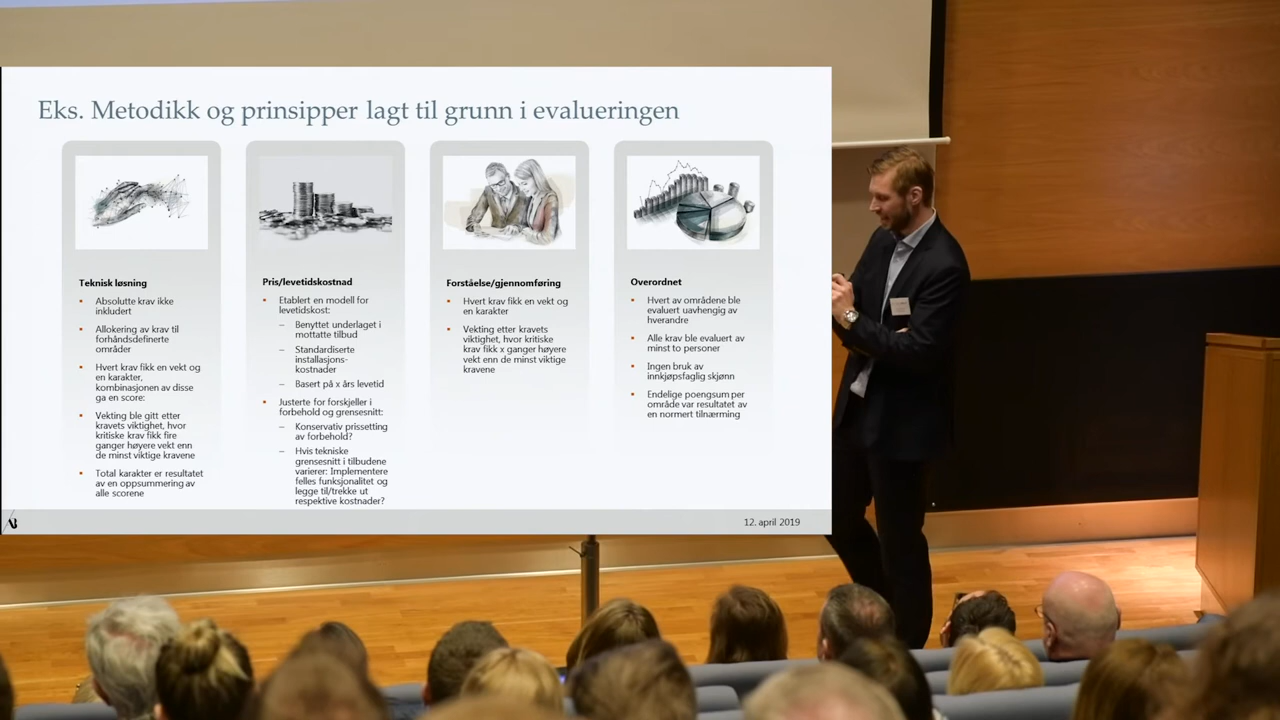 Eks. Metodikk og prinsipper lagt til grunn i evalueringen
Teknisk løsning
Absolutte krav ikke
inkludert
Allokering av krav til
forhåndsdefinerte
områder
Hvert krav fikk en vekt og
en karakter,
kombinasjonen av disse
ga en score:
Vekting ble gitt etter
kravets viktighet, hvor
kritiske krav fikk fire
ganger høyere vekt enn
de minst viktige kravene
Total karakter er resultatet
av en oppsummering av
alle scorene
Pris/levetidskostnad
Etablert en modell for
levetidskost:
– Benyttet underlaget i
mottatte tilbud
– Standardiserte
installasjons-
kostnader
– Basert på x års levetid
Justerte for forskjeller i
forbehold og grensesnitt:
– Konservativ prissetting
av forbehold?
– Hvis tekniske
grensesnitt i tilbudene
varierer: Implementere
felles funksjonalitet og
legge til/trekke ut
respektive kostnader?
Forståelse/gjennomføring
Hvert krav fikk en vekt og
en karakter
Vekting etter kravets
viktighet, hvor kritiske
krav fikk x ganger høyere
vekt enn de minst viktige
kravene
Overordnet
Hvert av områdene ble
evaluert uavhengig av
hverandre
Alle krav ble evaluert av
minst to personer
Ingen bruk av
innkjøpsfaglig skjønn
Endelige poengsum per
område var resultatet av
en normert tilnærming
12. april 2019